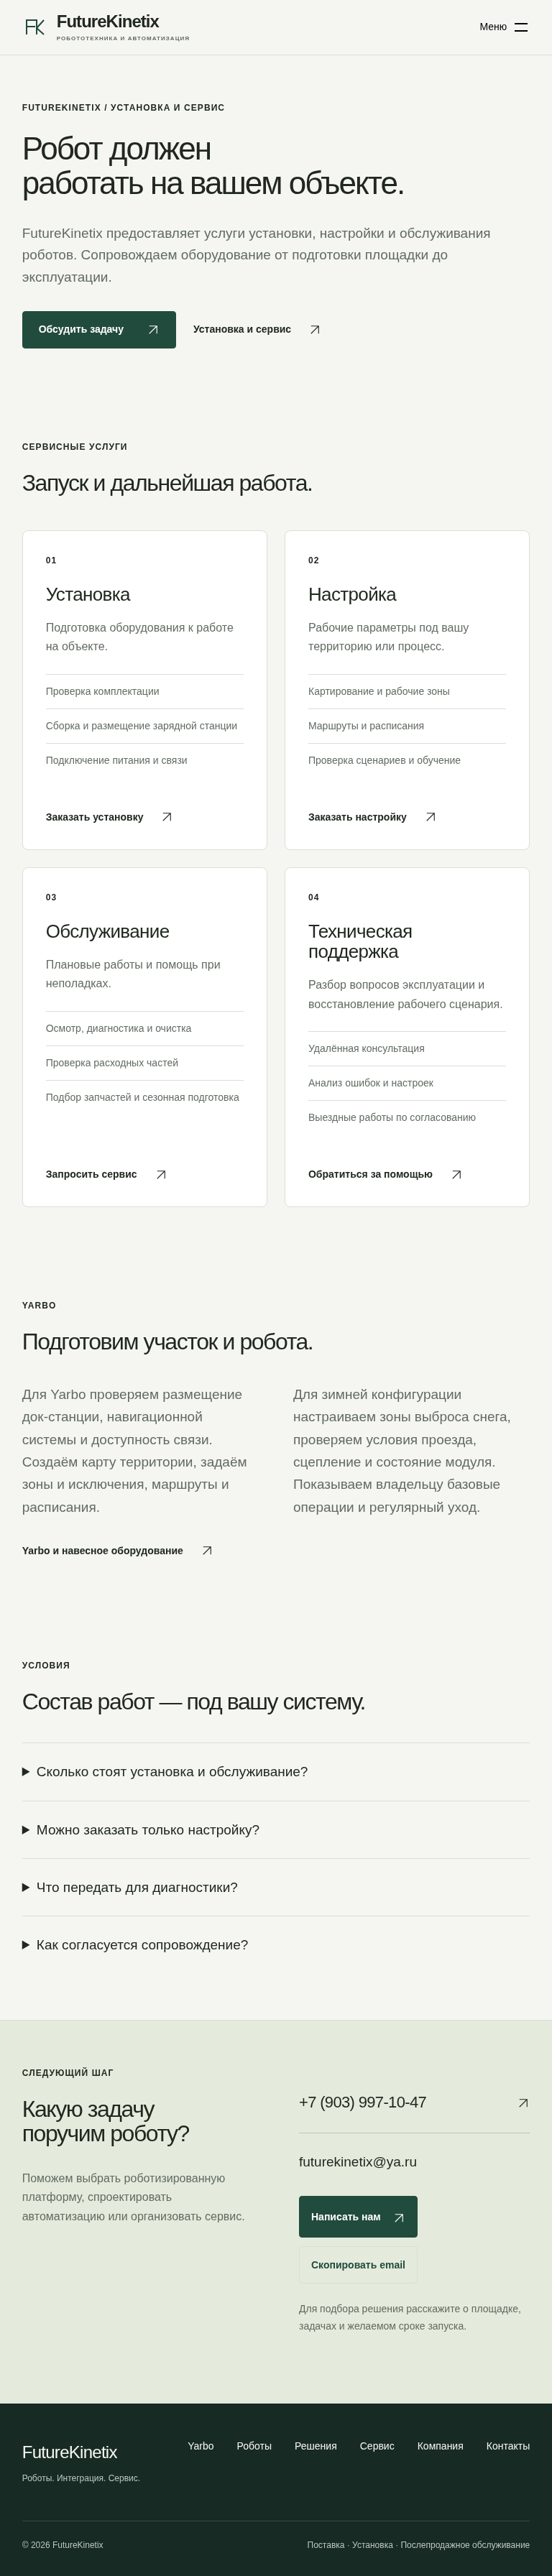 FutureKinetix
РОБОТОТЕХНИКА И АВТОМАТИЗАЦИЯ
Меню
FUTUREKINETIX / УСТАНОВКА И СЕРВИС
Робот должен
работать на вашем объекте.
FutureKinetix предоставляет услуги установки, настройки и обслуживания
роботов. Сопровождаем оборудование от подготовки площадки до
эксплуатации.
Обсудить задачу
Установка и сервис
СЕРВИСНЫЕ УСЛУГИ
Запуск и дальнейшая работа.
01
Установка
Подготовка оборудования к работе
на объекте.
Проверка комплектации
Сборка и размещение зарядной станции
Подключение питания и связи
Заказать установку
02
Настройка
Рабочие параметры под вашу
территорию или процесс.
Картирование и рабочие зоны
Маршруты и расписания
Проверка сценариев и обучение
Заказать настройку
03
Обслуживание
Плановые работы и помощь при
неполадках.
Осмотр, диагностика и очистка
Проверка расходных частей
Подбор запчастей и сезонная подготовка
Запросить сервис
04
Техническая
поддержка
Разбор вопросов эксплуатации и
восстановление рабочего сценария.
Удалённая консультация
Анализ ошибок и настроек
Выездные работы по согласованию
Обратиться за помощью
YARBO
Подготовим участок и робота.
Для Yarbo проверяем размещение
док-станции, навигационной
системы и доступность связи.
Создаём карту территории, задаём
зоны и исключения, маршруты и
расписания.
Для зимней конфигурации
настраиваем зоны выброса снега,
проверяем условия проезда,
сцепление и состояние модуля.
Показываем владельцу базовые
операции и регулярный уход.
Yarbo и навесное оборудование
УСЛОВИЯ
Состав работ — под вашу систему.
Сколько стоят установка и обслуживание?
Можно заказать только настройку?
Что передать для диагностики?
Как согласуется сопровождение?
СЛЕДУЮЩИЙ ШАГ
Какую задачу
поручим роботу?
Поможем выбрать роботизированную
платформу, спроектировать
автоматизацию или организовать сервис.
+7 (903) 997-10-47
futurekinetix@ya.ru
Написать нам
Скопировать email
Для подбора решения расскажите о площадке,
задачах и желаемом сроке запуска.
FutureKinetix
Роботы. Интеграция. Сервис.
Yarbo Роботы Решения Сервис Компания Контакты
© 2026 FutureKinetix
Поставка · Установка · Послепродажное обслуживание